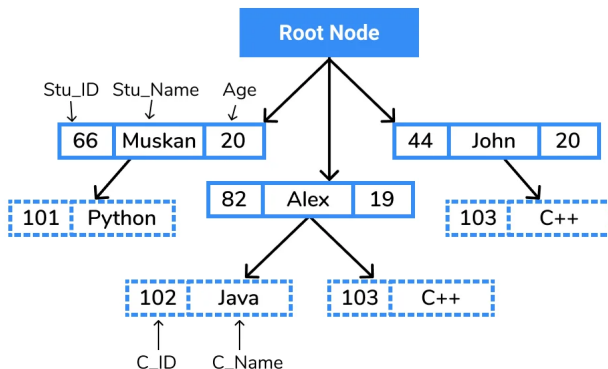 Root Node
Stu_ID Stu_Name Age
66 Muskan 20
44 John 20
82 Alex 19
101 Python
103 C++
102 Java
103 C++
C_ID C_Name